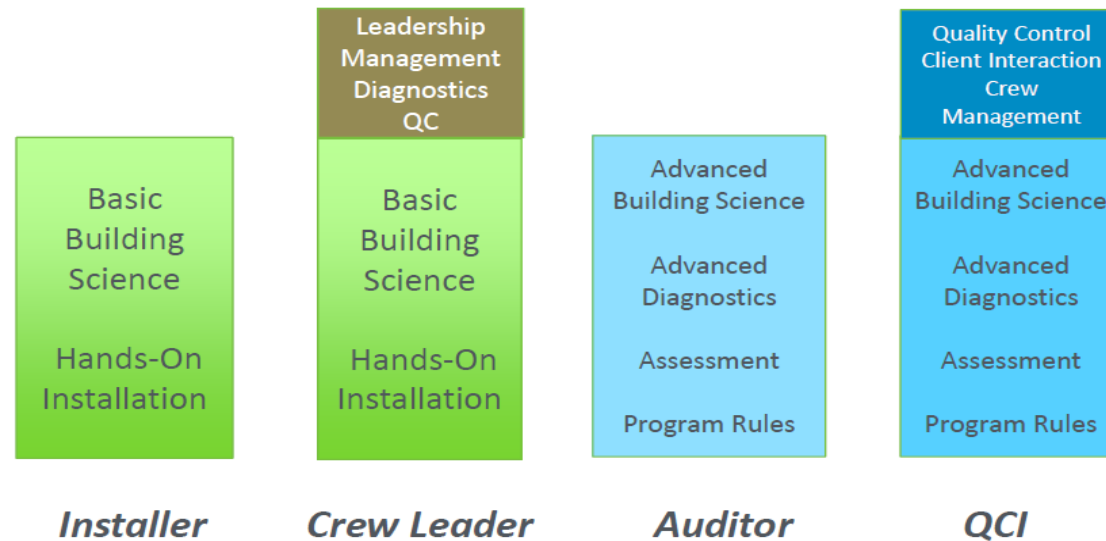 Leadership
Management
Diagnostics
QC
Quality Control
Client Interaction
Crew
Management
Basic
Building
Science
Hands-On
Installation
Basic
Building
Science
Hands-On
Installation
Advanced
Building Science
Advanced
Diagnostics
Assessment
Program Rules
Advanced
Building Science
Advanced
Diagnostics
Assessment
Program Rules
Installer
Crew Leader
Auditor
QCI